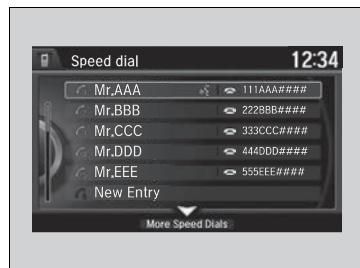 Speed dial 12:34
Mr.AAA 111AAA####
Mr.BBB 222BBB####
Mr.CCC 333CCC####
Mr.DDD 444DDD####
Mr.EEE 555EEE####
New Entry
More Speed Dials